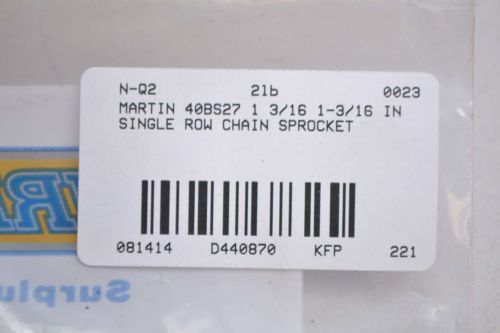 N-Q2 2lb 0023
MARTIN 40BS27 1 3/16 1-3/16 IN
SINGLE ROW CHAIN SPROCKET
081414 D440870 KFP 221
Surplu